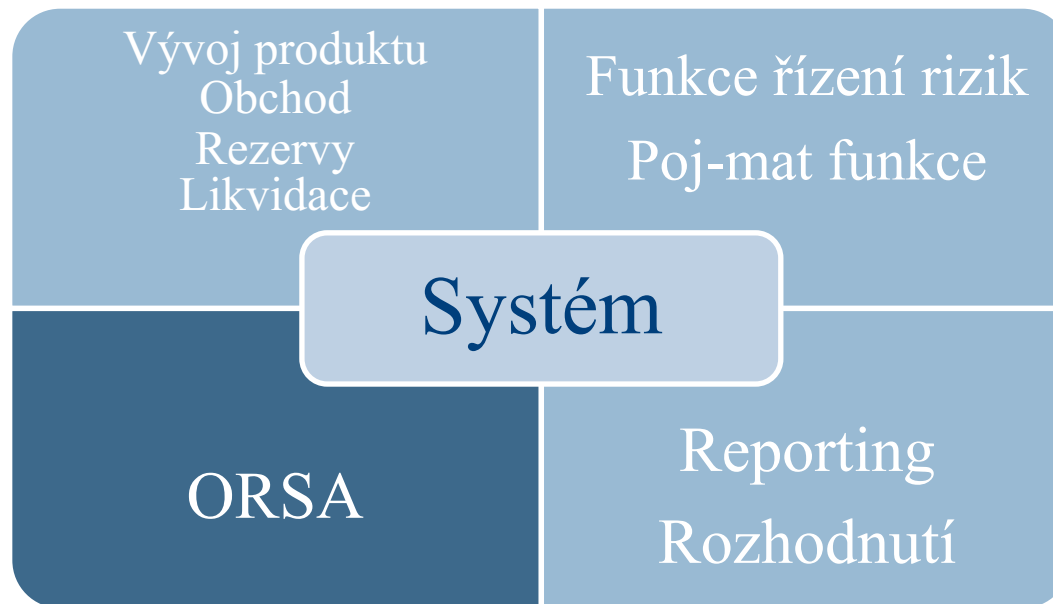 Vývoj produktu
Obchod
Rezervy
Likvidace
Funkce řízení rizik
Poj-mat funkce
Systém
ORSA
Reporting
Rozhodnutí